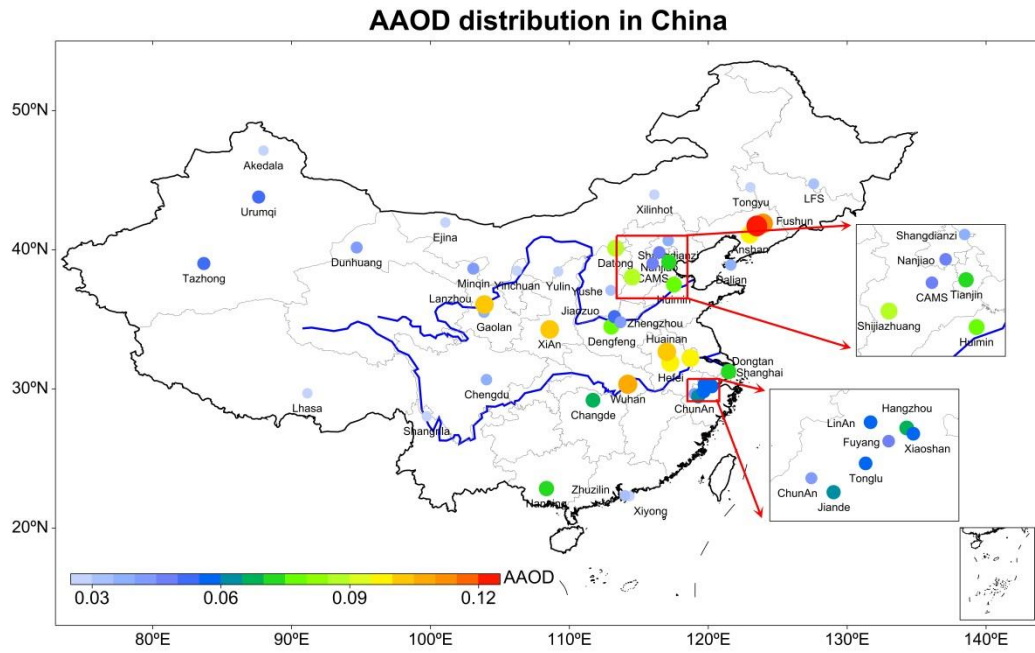 AAOD distribution in China
50ºN
40ºN
30ºN
20ºN
Akedala
Urumqi
Tazhong
Ejina
Dunhuang
Minqin
Yinchuan
Yulin
Yushe
Lanzhou
Gaolan
Xilinhot
Tongyu
LFS
Fushun
Anshan
Datong
Shangdianzi
Nanjiao
CAMS
Dalian
Huimin
Jiaozuo
Zhengzhou
Dengfeng
XiAn
Huainan
Hefei
Dongtan
Shanghai
Lhasa
Chengdu
Wuhan
ChunAn
Changde
Shangrila
Nanning
Zhuzilin
Xiyong
Shangdianzi
Nanjiao
CAMS
Tianjin
Shijiazhuang
Huimin
Hangzhou
LinAn
Fuyang
Xiaoshan
Tonglu
ChunAn
Jiande
AAOD
0.03
0.06
0.09
0.12
80ºE
90ºE
100ºE
110ºE
120ºE
130ºE
140ºE